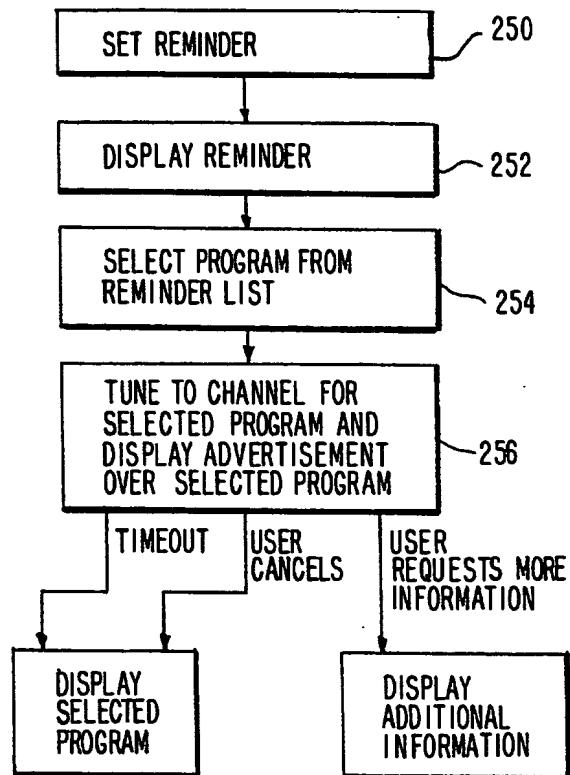 SET REMINDER
250
DISPLAY REMINDER
252
SELECT PROGRAM FROM
REMINDER LIST
254
TUNE TO CHANNEL FOR
SELECTED PROGRAM AND
DISPLAY ADVERTISEMENT
OVER SELECTED PROGRAM
256
TIMEOUT
USER
CANCELS
USER
REQUESTS MORE
INFORMATION
DISPLAY
SELECTED
PROGRAM
DISPLAY
ADDITIONAL
INFORMATION